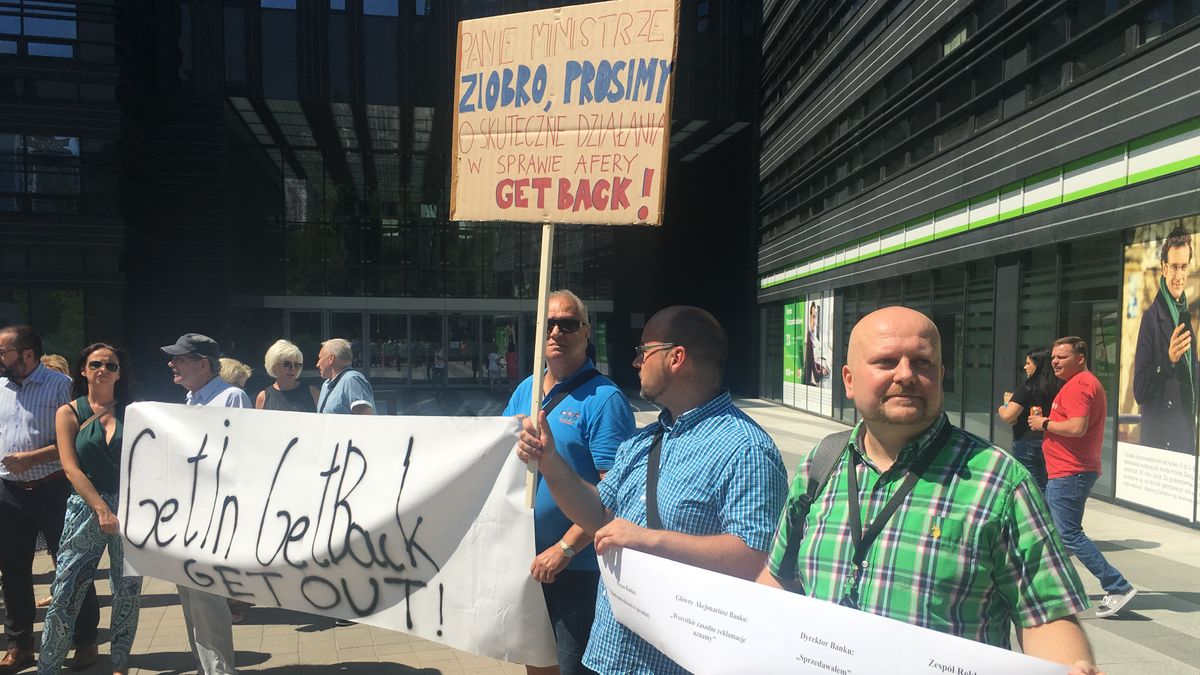 PANIE MINISTRZE
ZIOBRO, PROSIMY
O SKUTECZNE DZIAŁANIA
W SPRAWIE AFERY
GET BACK!
GetIn GetBack
GET OUT!
Główny Akcjonariusz Banku:
„Wszystkie zasadne reklamacje
uznamy”
Dyrektor Banku:
„Sprzedawałem”
Zespół